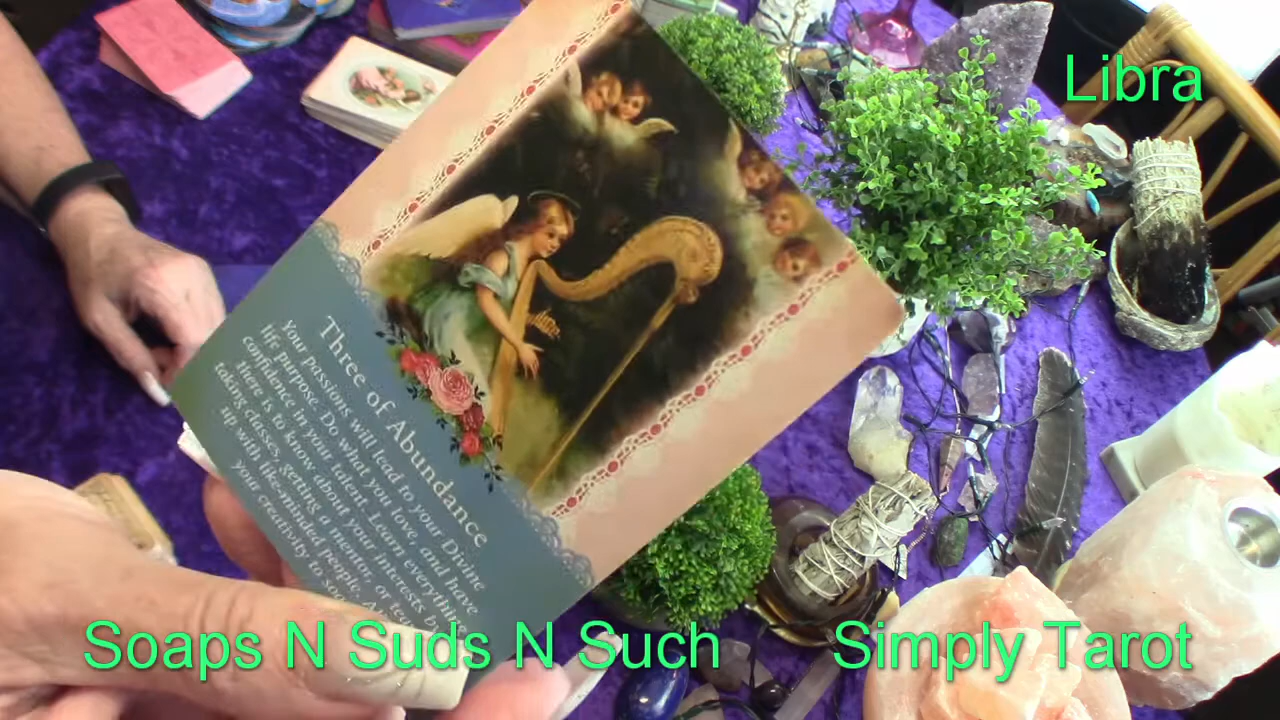 Libra
Three of Abundance
Your passions will lead to your Divine
life purpose. Do what you love, and have
confidence in your talent. Learn everything
there is to know about your interests by
taking classes, getting a mentor, or
up with like-minded people.
your creativity to
Soaps N Suds N Such
Simply Tarot